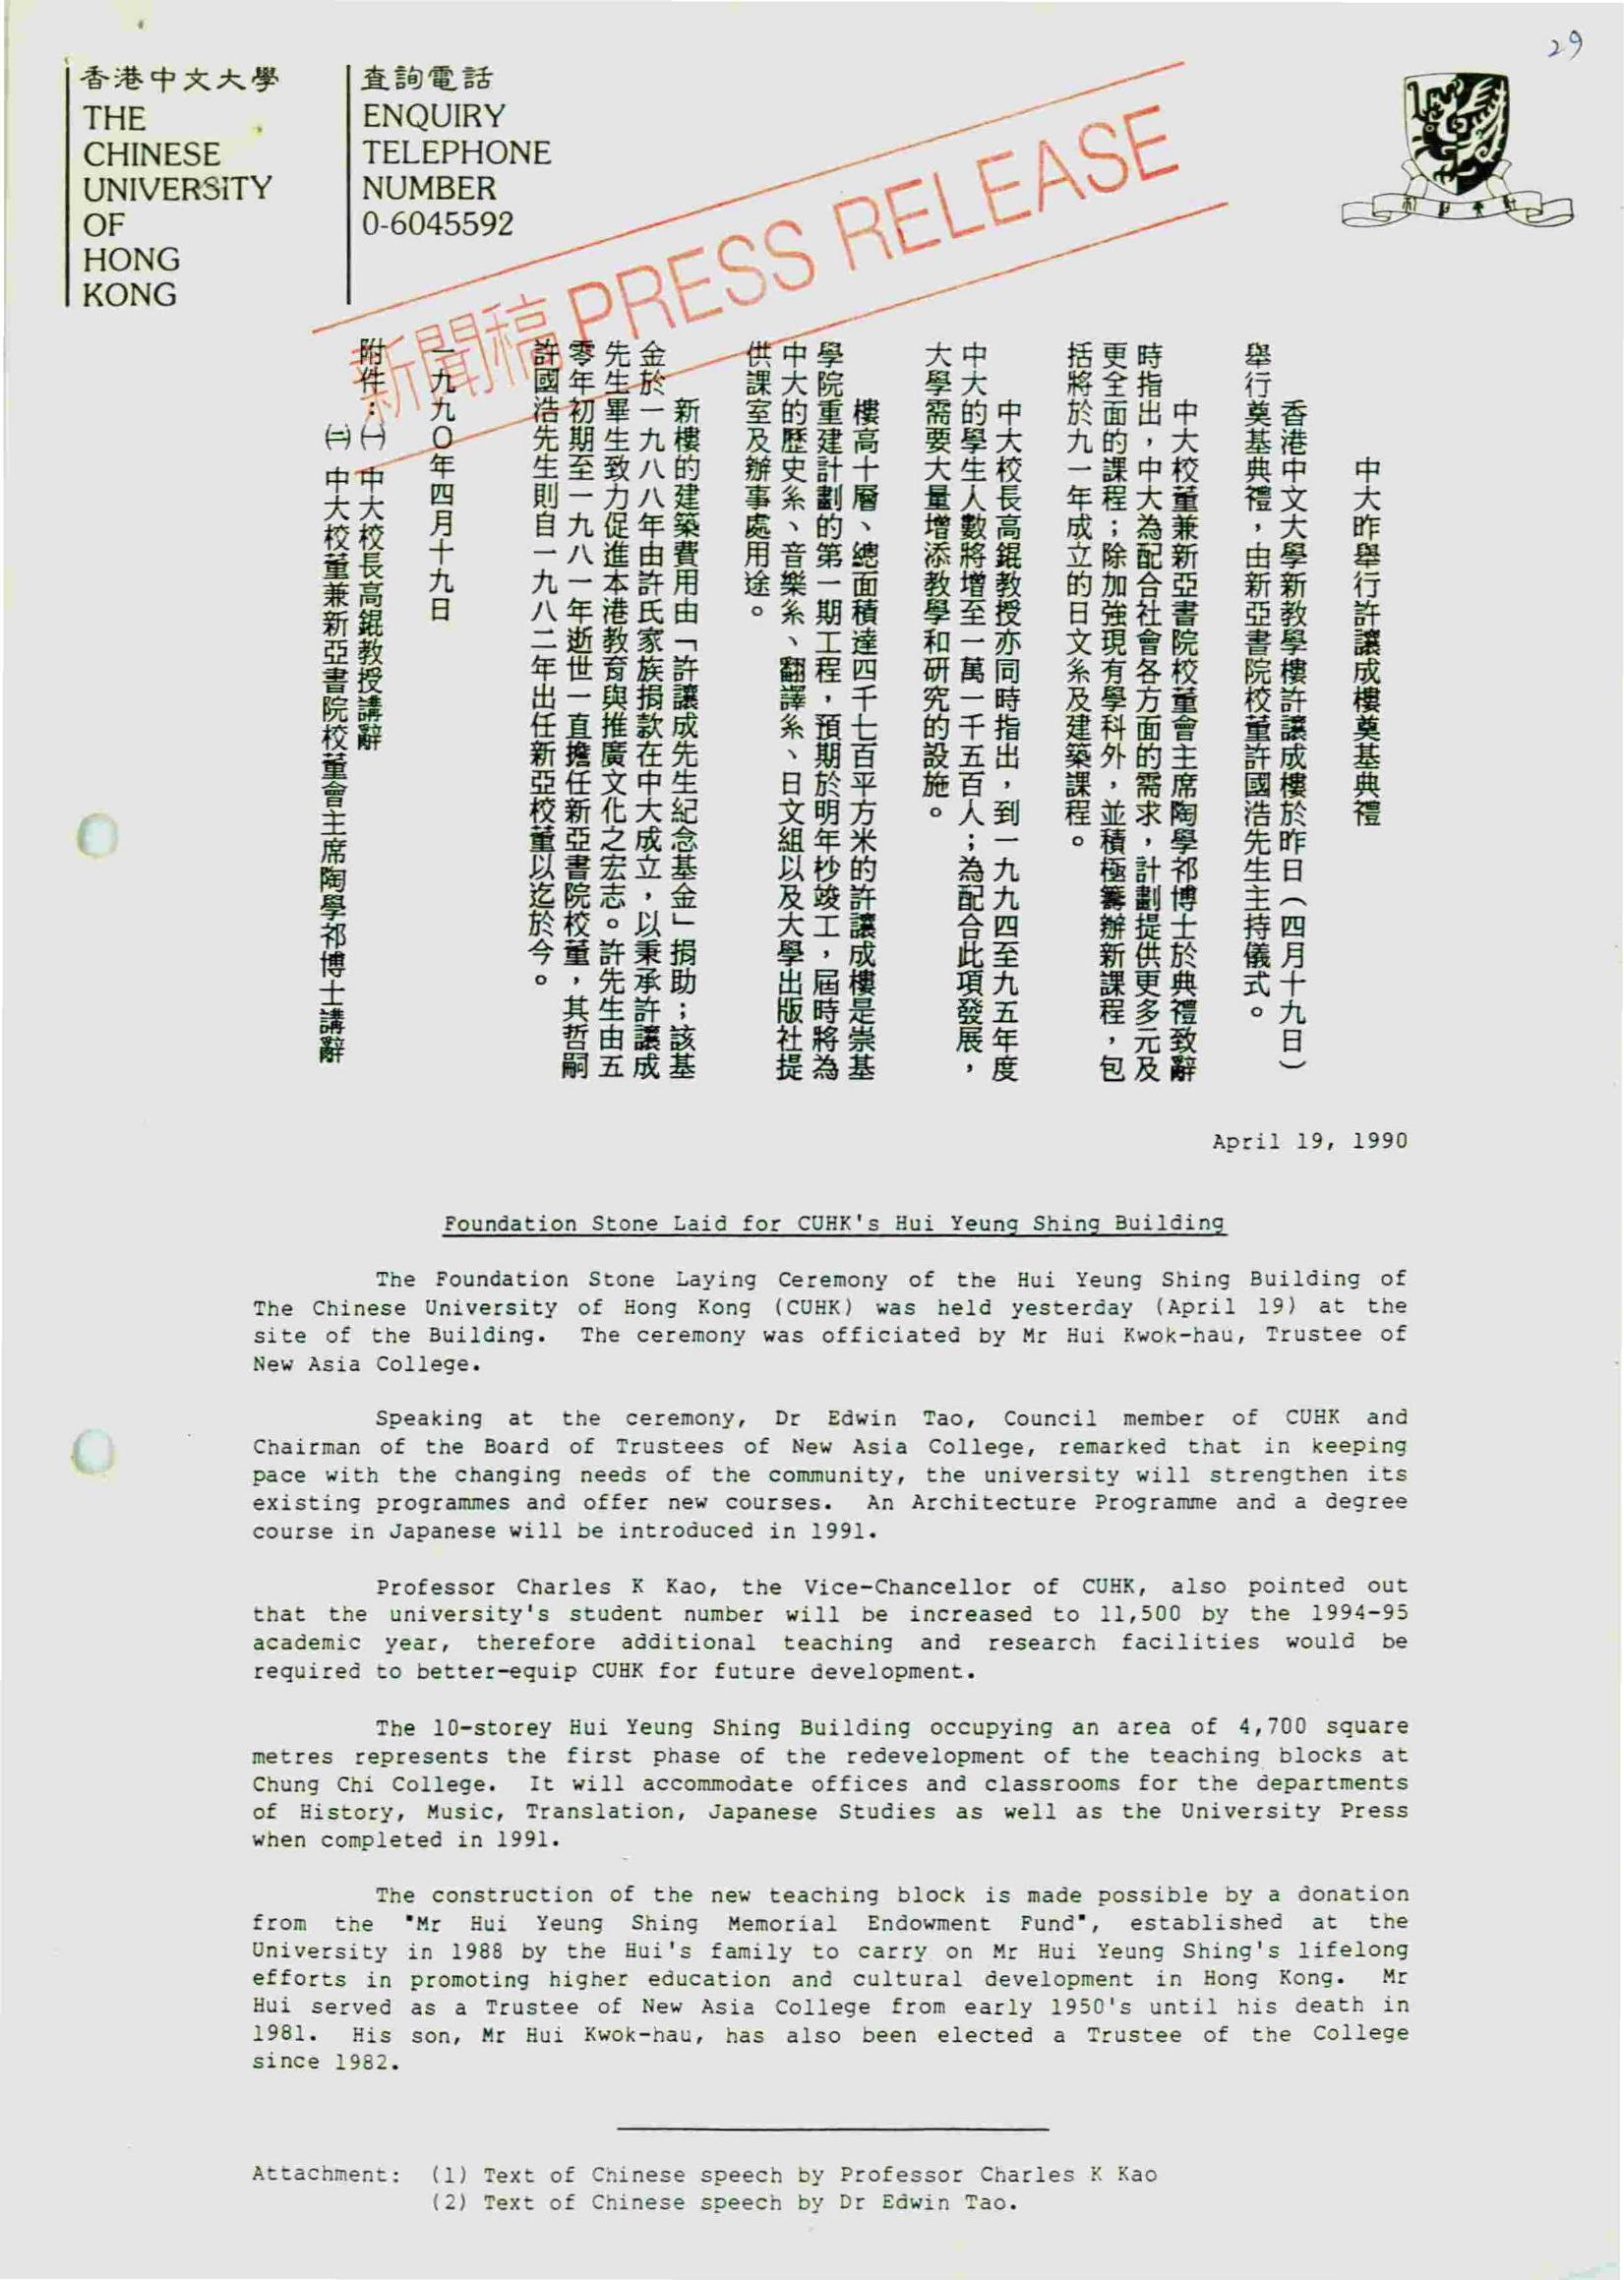 29
香港中文大學
THE
CHINESE
UNIVERSITY
OF
HONG
KONG
查詢電話
ENQUIRY
TELEPHONE
NUMBER
0-6045592
新聞稿 PRESS RELEASE
中大昨舉行許讓成樓奠基典禮
香港中文大學新教學樓許讓成樓於昨日（四月十九日）
舉行奠基典禮，由新亞書院校董許國浩先生主持儀式。
中大校董兼新亞書院校董會主席陶學祁博士於典禮致辭
時指出，中大為配合社會各方面的需求，計劃提供更多元及
更全面的課程；除加強現有學科外，並積極籌辦新課程，包
括將於九一年成立的日文系及建築課程。
中大校長高錕教授亦同時指出，到一九九四至九五年度
中大的學生人數將增至一萬一千五百人；為配合此項發展，
大學需要大量增添教學和研究的設施。
樓高十層、總面積達四千七百平方米的許讓成樓是崇基
學院重建計劃的第一期工程，預期於明年杪竣工，屆時將為
中大的歷史系、音樂系、翻譯系、日文組以及大學出版社提
供課室及辦事處用途。
新樓的建築費用由「許讓成先生紀念基金」捐助；該基
金於一九八八年由許氏家族捐款在中大成立，以秉承許讓成
先生畢生致力促進本港教育與推廣文化之宏志。許先生由五
零年初期至一九八一年逝世一直擔任新亞書院校董，其哲嗣
許國浩先生則自一九八二年出任新亞校董以迄於今。
一九九〇年四月十九日
附件：㈠ 中大校長高錕教授講辭
㈡ 中大校董兼新亞書院校董會主席陶學祁博士講辭
April 19, 1990
Foundation Stone Laid for CUHK's Hui Yeung Shing Building
The Foundation Stone Laying Ceremony of the Hui Yeung Shing Building of
The Chinese University of Hong Kong (CUHK) was held yesterday (April 19) at the
site of the Building. The ceremony was officiated by Mr Hui Kwok-hau, Trustee of
New Asia College.
Speaking at the ceremony, Dr Edwin Tao, Council member of CUHK and
Chairman of the Board of Trustees of New Asia College, remarked that in keeping
pace with the changing needs of the community, the university will strengthen its
existing programmes and offer new courses. An Architecture Programme and a degree
course in Japanese will be introduced in 1991.
Professor Charles K Kao, the Vice-Chancellor of CUHK, also pointed out
that the university's student number will be increased to 11,500 by the 1994-95
academic year, therefore additional teaching and research facilities would be
required to better-equip CUHK for future development.
The 10-storey Hui Yeung Shing Building occupying an area of 4,700 square
metres represents the first phase of the redevelopment of the teaching blocks at
Chung Chi College. It will accommodate offices and classrooms for the departments
of History, Music, Translation, Japanese Studies as well as the University Press
when completed in 1991.
The construction of the new teaching block is made possible by a donation
from the "Mr Hui Yeung Shing Memorial Endowment Fund", established at the
University in 1988 by the Hui's family to carry on Mr Hui Yeung Shing's lifelong
efforts in promoting higher education and cultural development in Hong Kong. Mr
Hui served as a Trustee of New Asia College from early 1950's until his death in
1981. His son, Mr Hui Kwok-hau, has also been elected a Trustee of the College
since 1982.
Attachment: (1) Text of Chinese speech by Professor Charles K Kao
(2) Text of Chinese speech by Dr Edwin Tao.